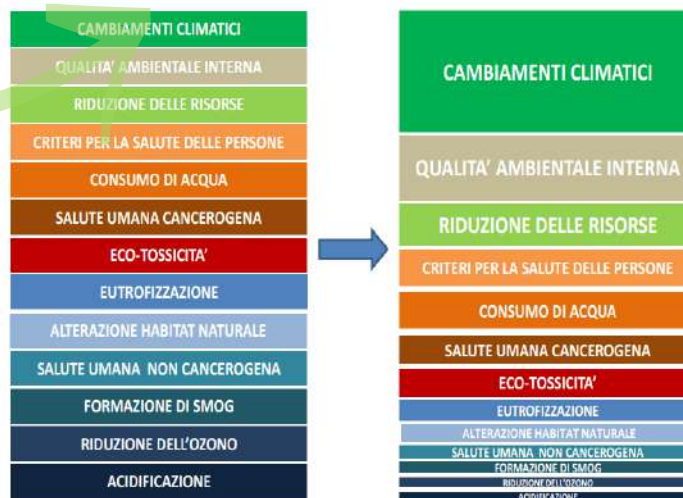 CAMBIAMENTI CLIMATICI
QUALITA' AMBIENTALE INTERNA
RIDUZIONE DELLE RISORSE
CRITERI PER LA SALUTE DELLE PERSONE
CONSUMO DI ACQUA
SALUTE UMANA CANCEROGENA
ECO-TOSSICITA'
EUTROFIZZAZIONE
ALTERAZIONE HABITAT NATURALE
SALUTE UMANA NON CANCEROGENA
FORMAZIONE DI SMOG
RIDUZIONE DELL'OZONO
ACIDIFICAZIONE
CAMBIAMENTI CLIMATICI
QUALITA' AMBIENTALE INTERNA
RIDUZIONE DELLE RISORSE
CRITERI PER LA SALUTE DELLE PERSONE
CONSUMO DI ACQUA
SALUTE UMANA CANCEROGENA
ECO-TOSSICITA'
EUTROFIZZAZIONE
ALTERAZIONE HABITAT NATURALE
SALUTE UMANA NON CANCEROGENA
FORMAZIONE DI SMOG
RIDUZIONE DELL'OZONO
ACIDIFICAZIONE